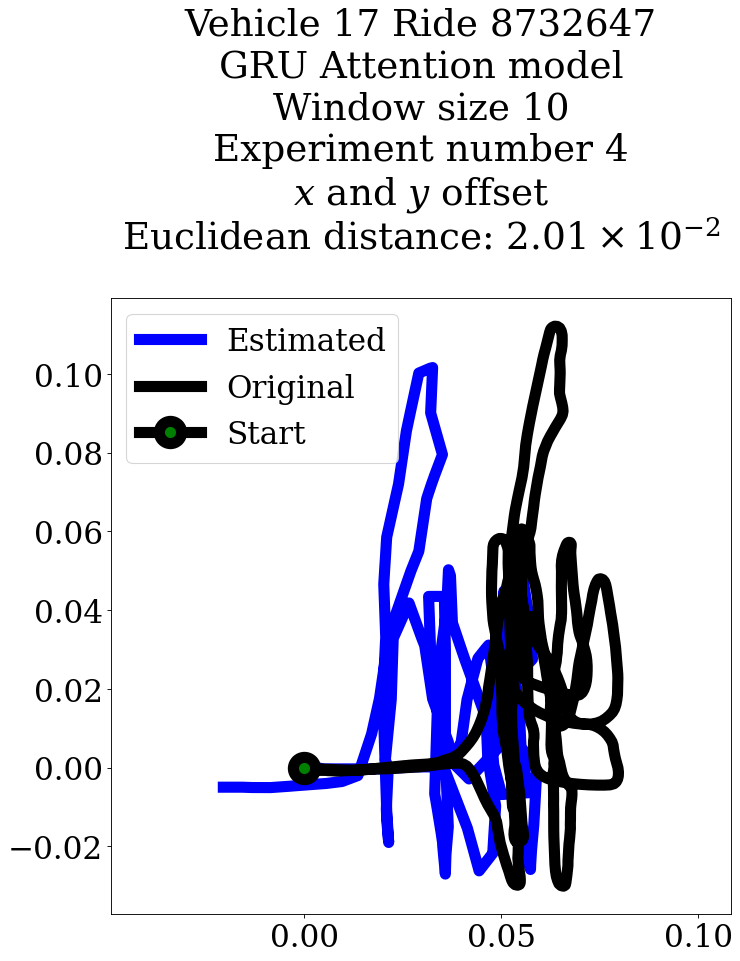 Vehicle 17 Ride 8732647
GRU Attention model
Window size 10
Experiment number 4
x and y offset
Euclidean distance: 2.01 × 10⁻²
Estimated
Original
Start
0.10
0.08
0.06
0.04
0.02
0.00
−0.02
0.00 0.05 0.10